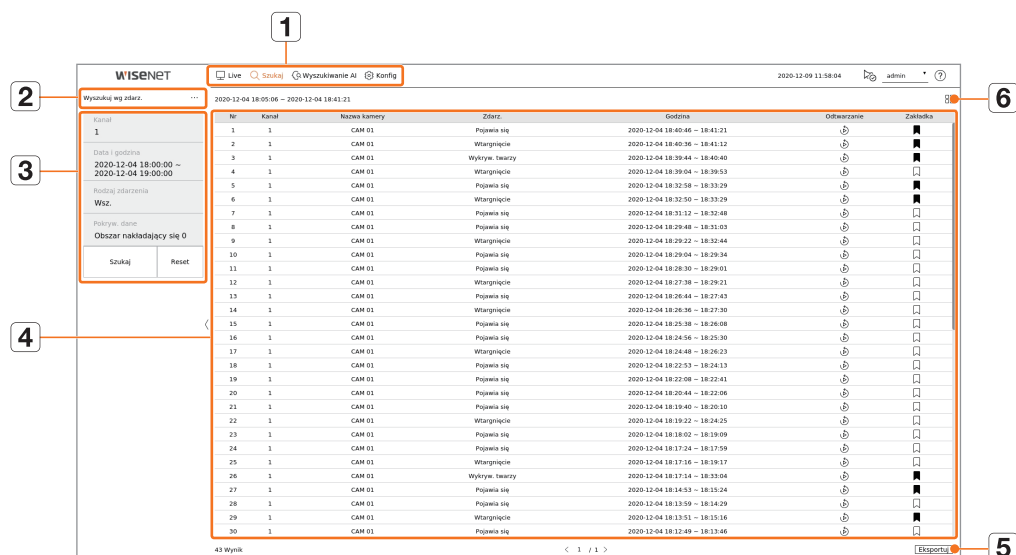 1
WISENET Live Szukaj Wyszukiwanie AI Konfig 2020-12-09 11:58:04 admin ?
2
Wyszukuj wg zdarz. ...
2020-12-04 18:05:06 ~ 2020-12-04 18:41:21
6
3
Kanał
1
Data i godzina
2020-12-04 18:00:00 ~
2020-12-04 19:00:00
Rodzaj zdarzenia
Wsz.
Pokryw. dane
Obszar nakładający się 0
Szukaj Reset
4
Nr Kanał Nazwa kamery Zdarz. Godzina Odtwarzanie Zakładka
1 1 CAM 01 Pojawia się 2020-12-04 18:40:46 ~ 18:41:21
2 1 CAM 01 Wtargnięcie 2020-12-04 18:40:36 ~ 18:41:12
3 1 CAM 01 Wykryw. twarzy 2020-12-04 18:39:44 ~ 18:40:40
4 1 CAM 01 Wtargnięcie 2020-12-04 18:39:04 ~ 18:39:53
5 1 CAM 01 Pojawia się 2020-12-04 18:32:58 ~ 18:33:29
6 1 CAM 01 Wtargnięcie 2020-12-04 18:32:50 ~ 18:33:29
7 1 CAM 01 Pojawia się 2020-12-04 18:31:12 ~ 18:32:48
8 1 CAM 01 Pojawia się 2020-12-04 18:29:48 ~ 18:31:03
9 1 CAM 01 Wtargnięcie 2020-12-04 18:29:22 ~ 18:32:44
10 1 CAM 01 Pojawia się 2020-12-04 18:29:04 ~ 18:29:34
11 1 CAM 01 Pojawia się 2020-12-04 18:28:30 ~ 18:29:01
12 1 CAM 01 Wtargnięcie 2020-12-04 18:27:38 ~ 18:29:21
13 1 CAM 01 Pojawia się 2020-12-04 18:26:44 ~ 18:27:43
14 1 CAM 01 Wtargnięcie 2020-12-04 18:26:36 ~ 18:27:30
15 1 CAM 01 Pojawia się 2020-12-04 18:25:38 ~ 18:26:08
16 1 CAM 01 Pojawia się 2020-12-04 18:24:56 ~ 18:25:30
17 1 CAM 01 Wtargnięcie 2020-12-04 18:24:48 ~ 18:26:23
18 1 CAM 01 Pojawia się 2020-12-04 18:22:53 ~ 18:24:13
19 1 CAM 01 Pojawia się 2020-12-04 18:22:08 ~ 18:22:41
20 1 CAM 01 Pojawia się 2020-12-04 18:20:44 ~ 18:22:06
21 1 CAM 01 Pojawia się 2020-12-04 18:19:40 ~ 18:20:10
22 1 CAM 01 Wtargnięcie 2020-12-04 18:19:22 ~ 18:24:25
23 1 CAM 01 Pojawia się 2020-12-04 18:18:02 ~ 18:19:09
24 1 CAM 01 Pojawia się 2020-12-04 18:17:24 ~ 18:17:59
25 1 CAM 01 Wtargnięcie 2020-12-04 18:17:16 ~ 18:19:17
26 1 CAM 01 Wykryw. twarzy 2020-12-04 18:17:14 ~ 18:33:04
27 1 CAM 01 Pojawia się 2020-12-04 18:14:53 ~ 18:15:24
28 1 CAM 01 Pojawia się 2020-12-04 18:13:59 ~ 18:14:29
29 1 CAM 01 Wtargnięcie 2020-12-04 18:13:51 ~ 18:15:16
30 1 CAM 01 Pojawia się 2020-12-04 18:12:49 ~ 18:13:46
43 Wynik < 1 / 1 > Eksportuj
5